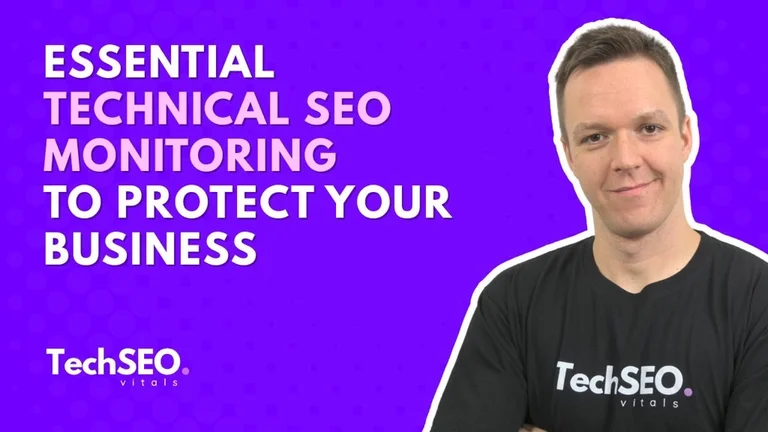 ESSENTIAL
TECHNICAL SEO
MONITORING
TO PROTECT YOUR
BUSINESS
TechSEO.
vitals
TechSEO.
vitals